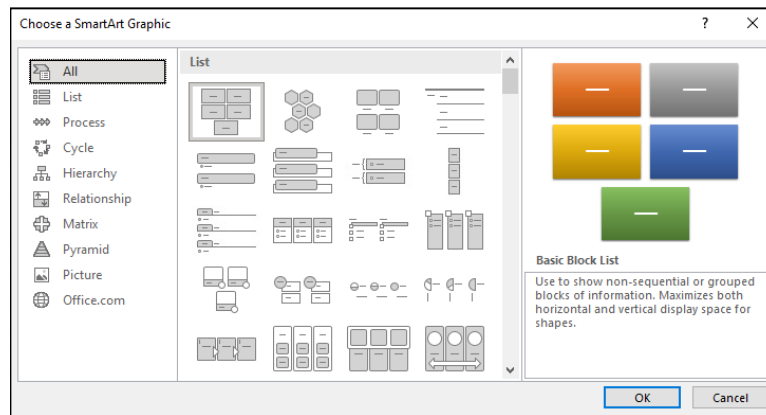 Choose a SmartArt Graphic
?
All
List
Process
Cycle
Hierarchy
Relationship
Matrix
Pyramid
Picture
Office.com
List
Basic Block List
Use to show non-sequential or grouped
blocks of information. Maximizes both
horizontal and vertical display space for
shapes.
OK
Cancel